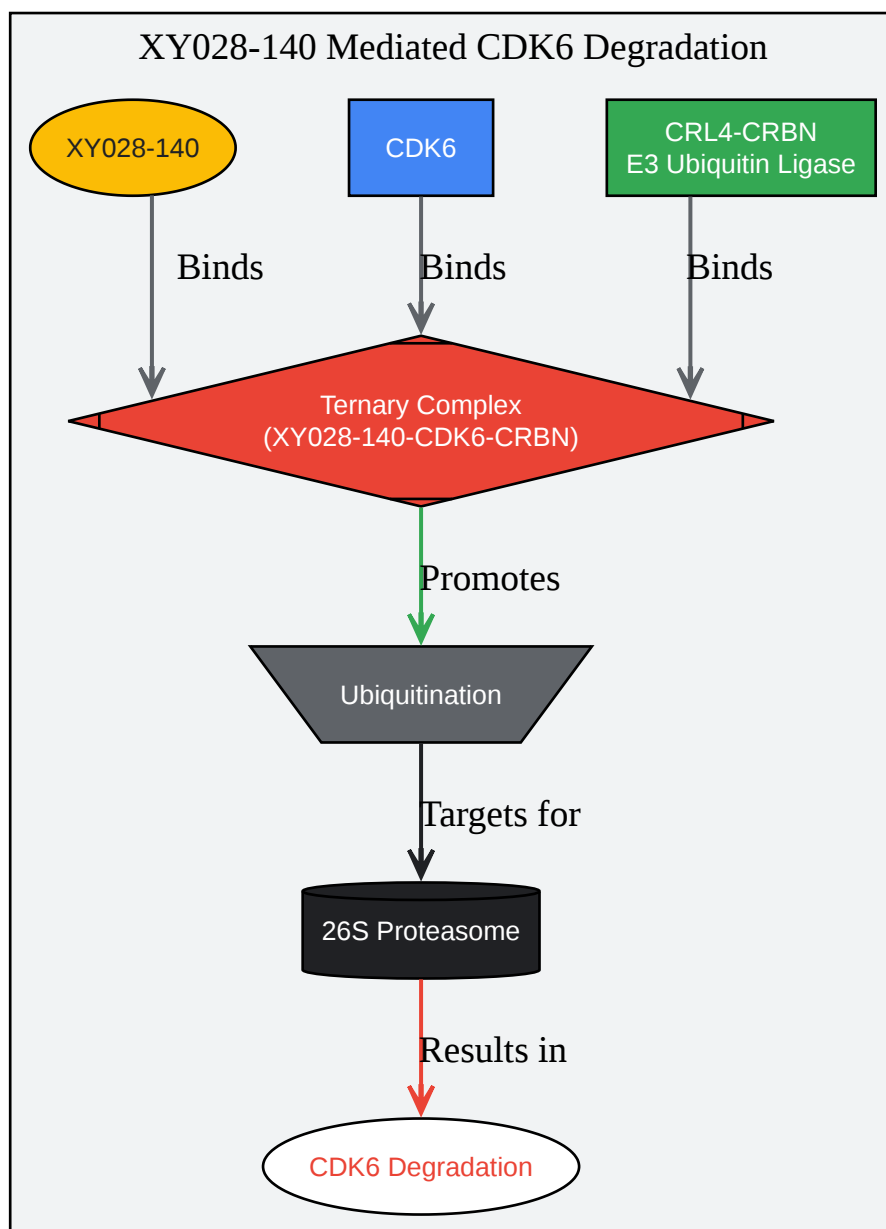 XY028-140 Mediated CDK6 Degradation
XY028-140
CDK6
CRL4-CRBN
E3 Ubiquitin Ligase
Binds
Binds
Binds
Ternary Complex
(XY028-140-CDK6-CRBN)
Promotes
Ubiquitination
Targets for
26S Proteasome
Results in
CDK6 Degradation